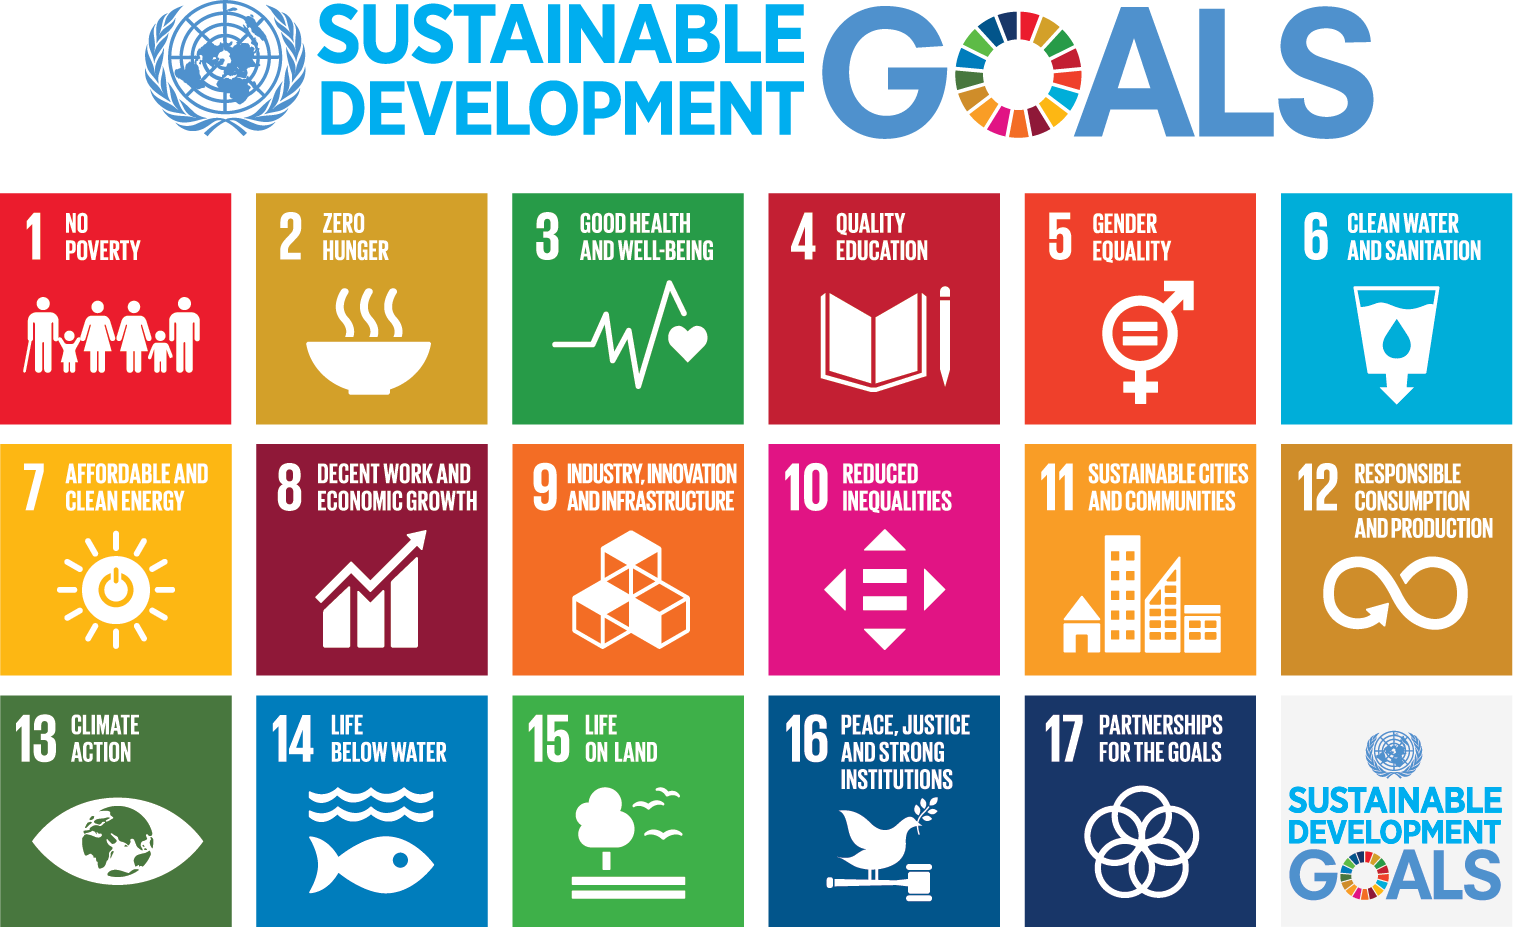 SUSTAINABLE
DEVELOPMENT
GOALS
1 NO
POVERTY
2 ZERO
HUNGER
3 GOOD HEALTH
AND WELL-BEING
4 QUALITY
EDUCATION
5 GENDER
EQUALITY
6 CLEAN WATER
AND SANITATION
7 AFFORDABLE AND
CLEAN ENERGY
8 DECENT WORK AND
ECONOMIC GROWTH
9 INDUSTRY, INNOVATION
AND INFRASTRUCTURE
10 REDUCED
INEQUALITIES
11 SUSTAINABLE CITIES
AND COMMUNITIES
12 RESPONSIBLE
CONSUMPTION
AND PRODUCTION
13 CLIMATE
ACTION
14 LIFE
BELOW WATER
15 LIFE
ON LAND
16 PEACE, JUSTICE
AND STRONG
INSTITUTIONS
17 PARTNERSHIPS
FOR THE GOALS
SUSTAINABLE
DEVELOPMENT
GOALS